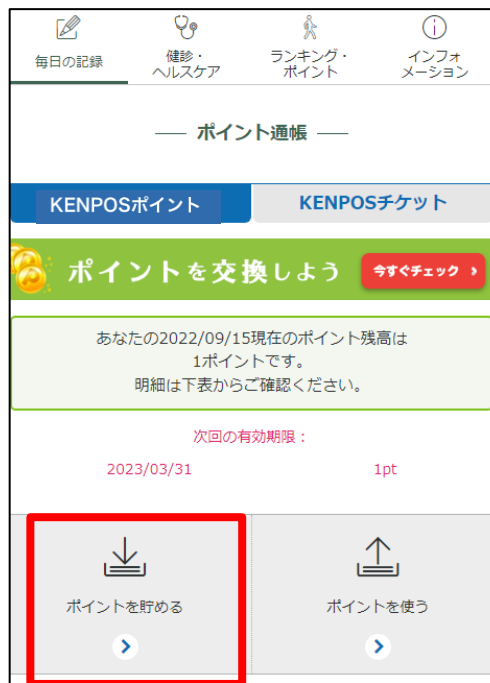 毎日の記録
健診・
ヘルスケア
ランキング・
ポイント
インフォ
メーション
ポイント通帳
KENPOSポイント
KENPOSチケット
ポイントを交換しよう
今すぐチェック
あなたの2022/09/15現在のポイント残高は
1ポイントです。
明細は下表からご確認ください。
次回の有効期限：
2023/03/31 1pt
ポイントを貯める
ポイントを使う